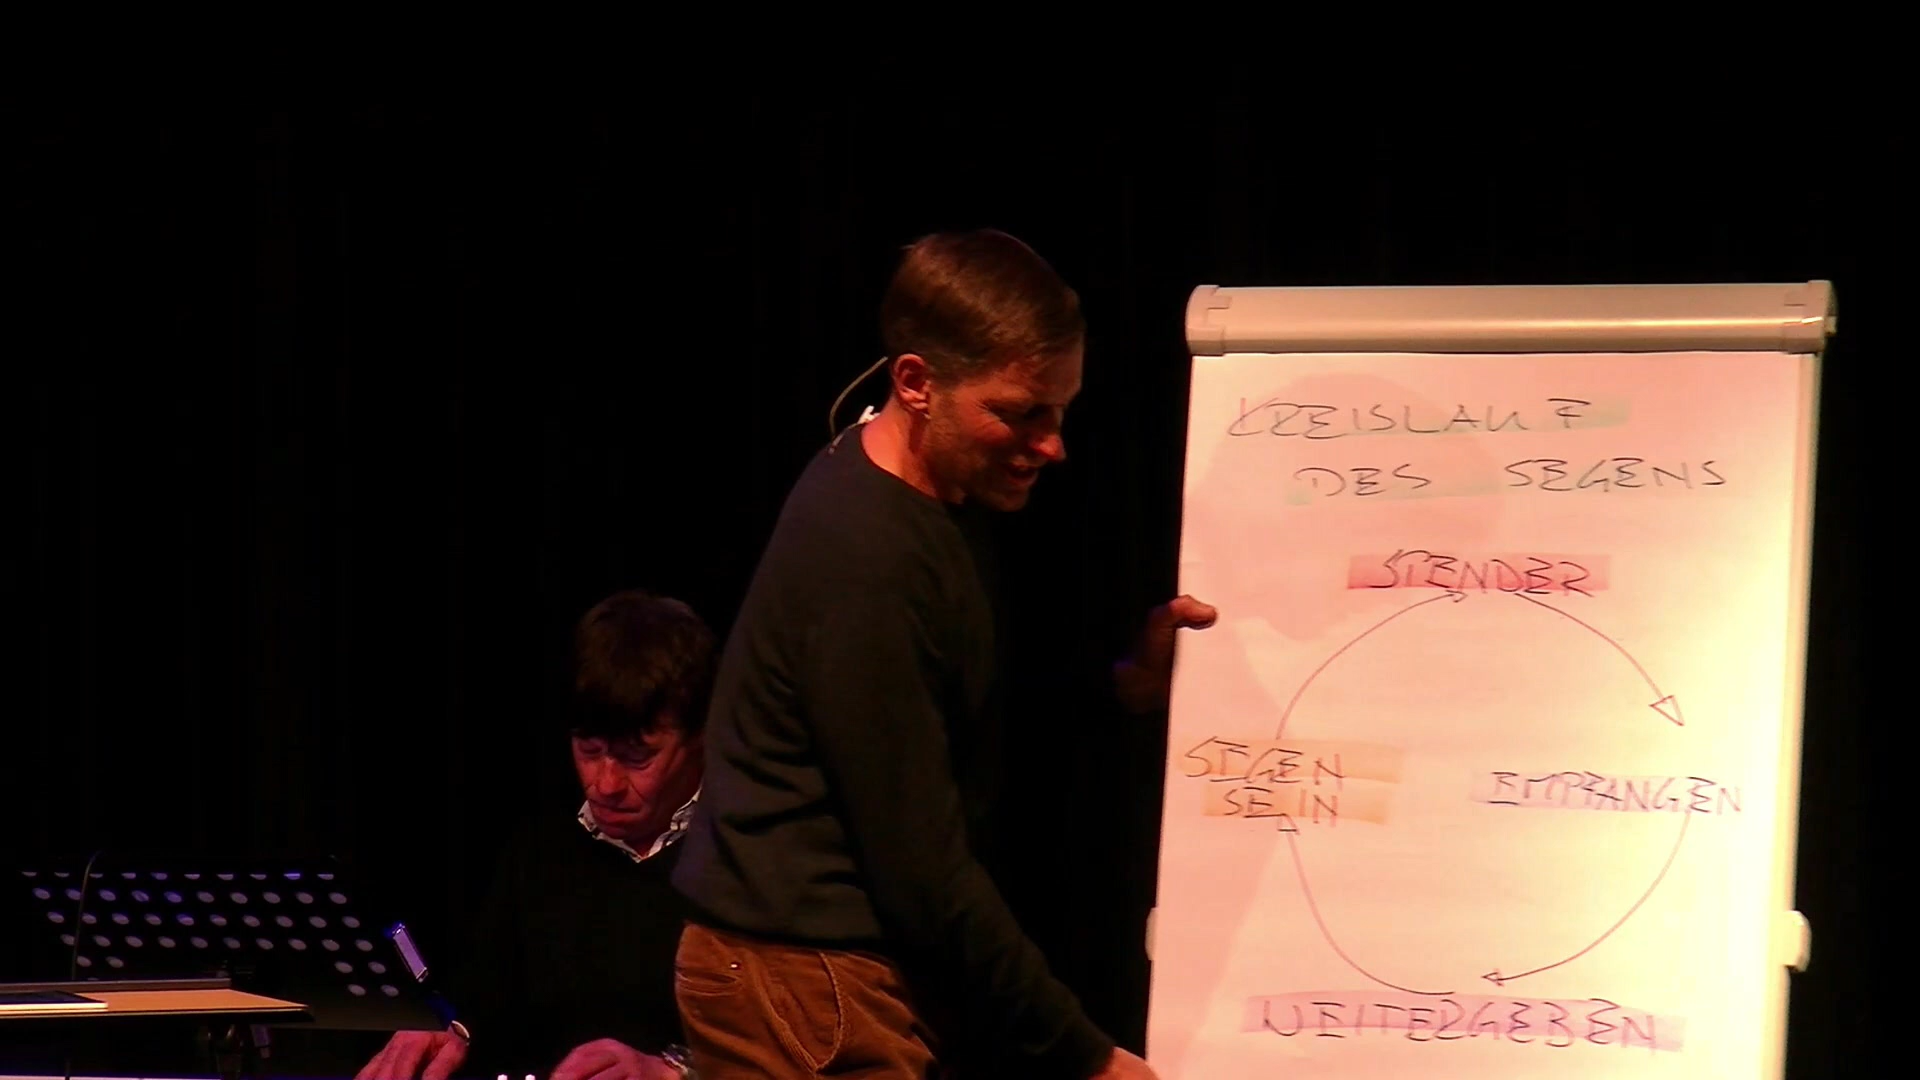 KREISLAUF
DES SEGENS
SPENDER
SEGEN
SEIN
EMPFANGEN
WEITERGEBEN